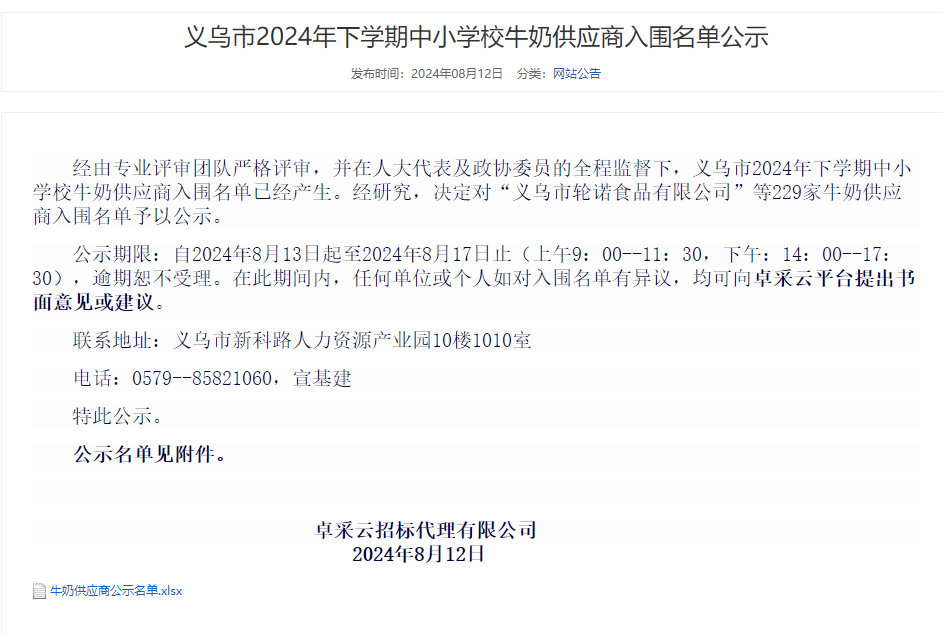 义乌市2024年下学期中小学校牛奶供应商入围名单公示
发布时间：2024年08月12日 分类：网站公告
经由专业评审团队严格评审，并在人大代表及政协委员的全程监督下，义乌市2024年下学期中小
学校牛奶供应商入围名单已经产生。经研究，决定对“义乌市轮诺食品有限公司”等229家牛奶供应
商入围名单予以公示。
公示期限：自2024年8月13日起至2024年8月17日止（上午9：00--11：30，下午：14：00--17：
30），逾期恕不受理。在此期间内，任何单位或个人如对入围名单有异议，均可向卓采云平台提出书
面意见或建议。
联系地址：义乌市新科路人力资源产业园10楼1010室
电话：0579--85821060，宣基建
特此公示。
公示名单见附件。
卓采云招标代理有限公司
2024年8月12日
牛奶供应商公示名单.xlsx